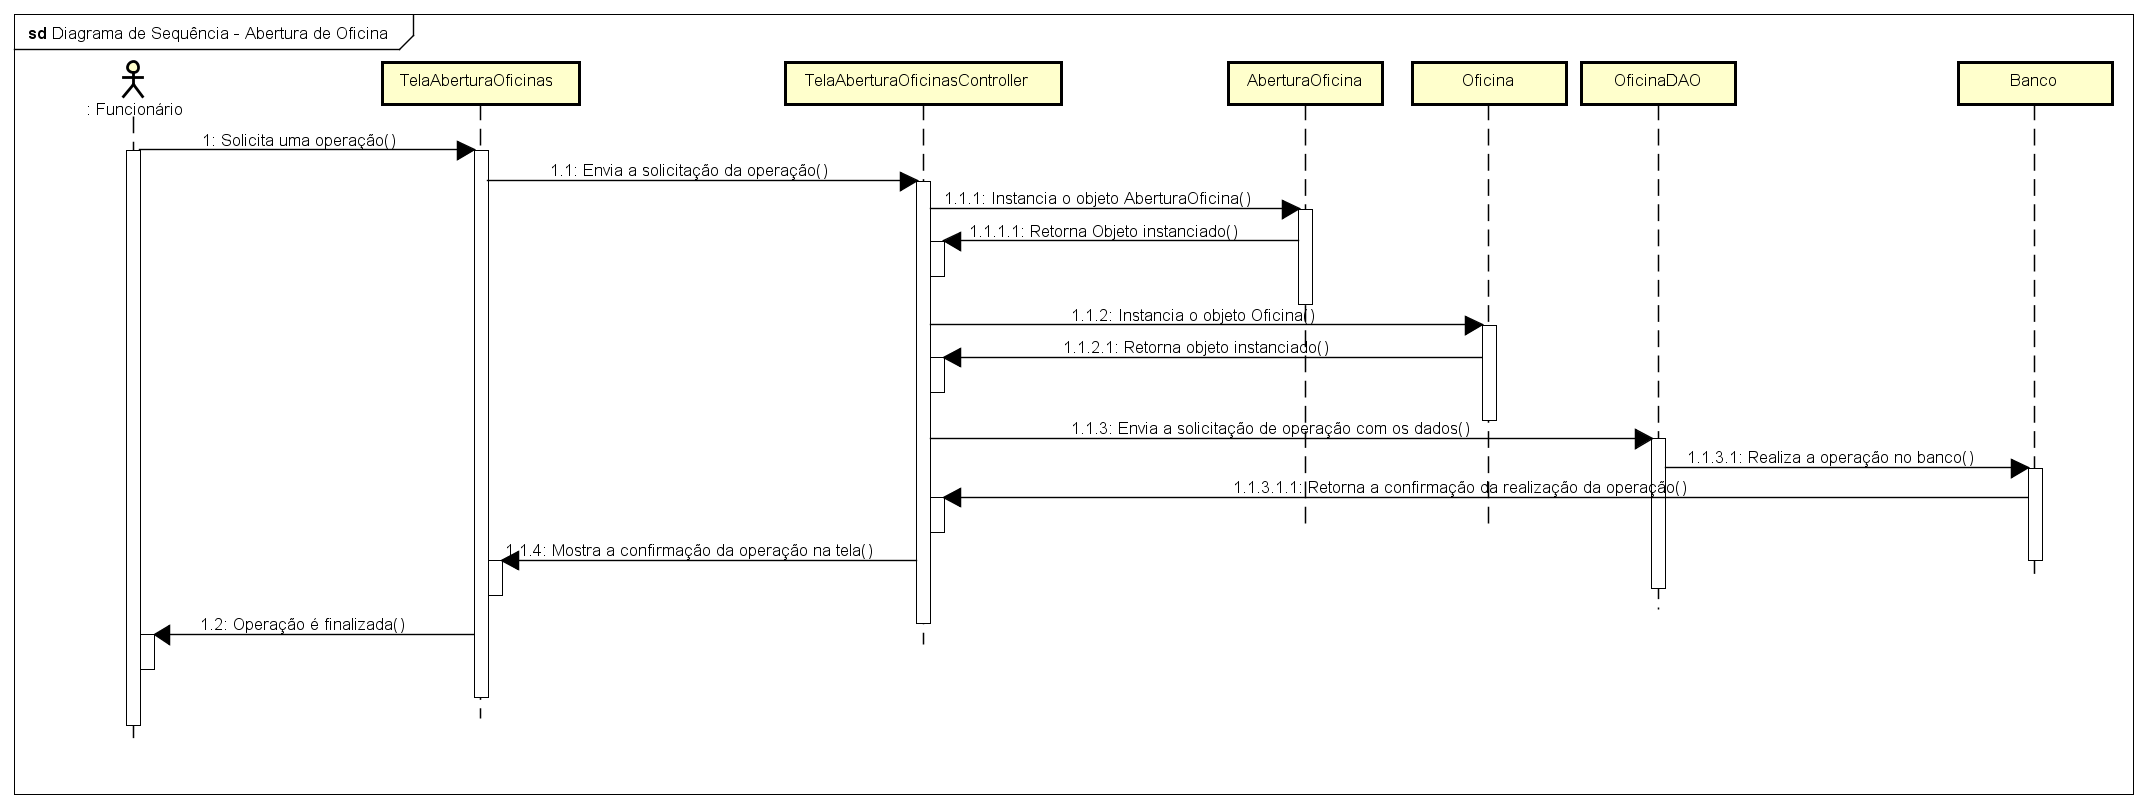 sd Diagrama de Sequência - Abertura de Oficina
: Funcionário
TelaAberturaOficinas
TelaAberturaOficinasController
AberturaOficina
Oficina
OficinaDAO
Banco
1: Solicita uma operação()
1.1: Envia a solicitação da operação()
1.1.1: Instancia o objeto AberturaOficina()
1.1.1.1: Retorna Objeto instanciado()
1.1.2: Instancia o objeto Oficina()
1.1.2.1: Retorna objeto instanciado()
1.1.3: Envia a solicitação de operação com os dados()
1.1.3.1: Realiza a operação no banco()
1.1.3.1.1: Retorna a confirmação da realização da operação()
1.1.4: Mostra a confirmação da operação na tela()
1.2: Operação é finalizada()